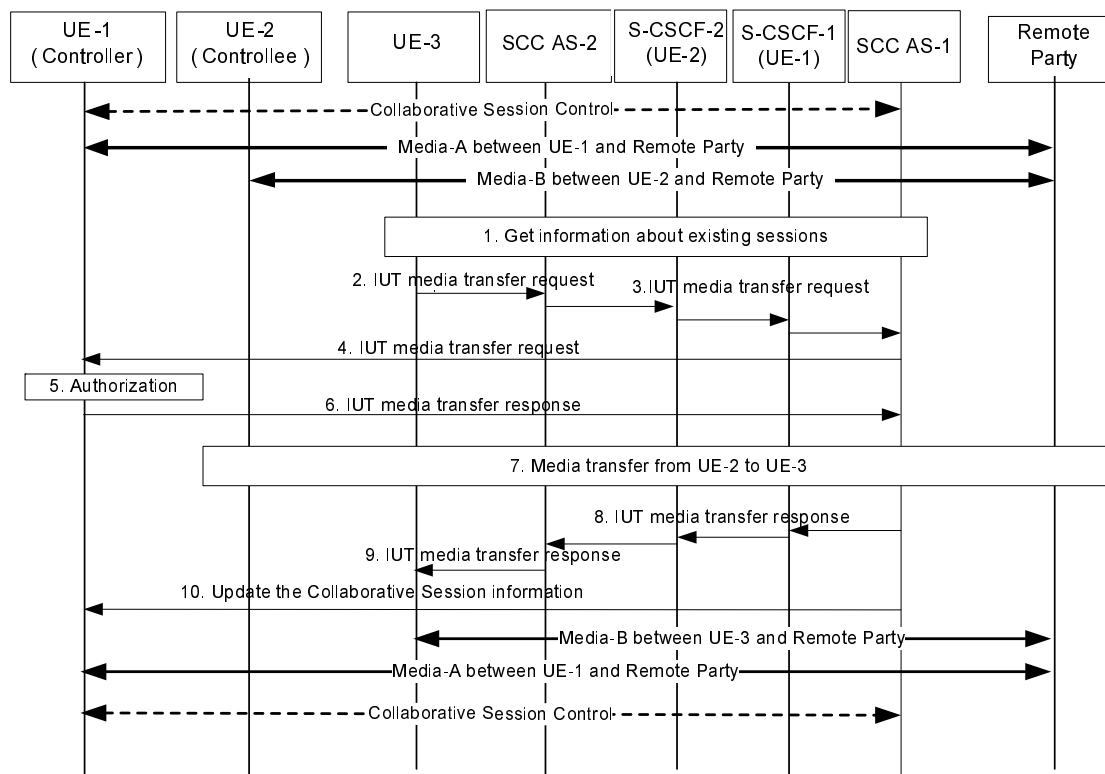 UE-1
( Controller)
UE-2
( Controllee)
UE-3
SCC AS-2
S-CSCF-2
(UE-2)
S-CSCF-1
(UE-1)
SCC AS-1
Remote
Party
Collaborative Session Control
Media-A between UE-1 and Remote Party
Media-B between UE-2 and Remote Party
1. Get information about existing sessions
2. IUT media transfer request
3.IUT media transfer request
4. IUT media transfer request
5. Authorization
6. IUT media transfer response
7. Media transfer from UE-2 to UE-3
8. IUT media transfer response
9. IUT media transfer response
10. Update the Collaborative Session information
Media-B between UE-3 and Remote Party
Media-A between UE-1 and Remote Party
Collaborative Session Control